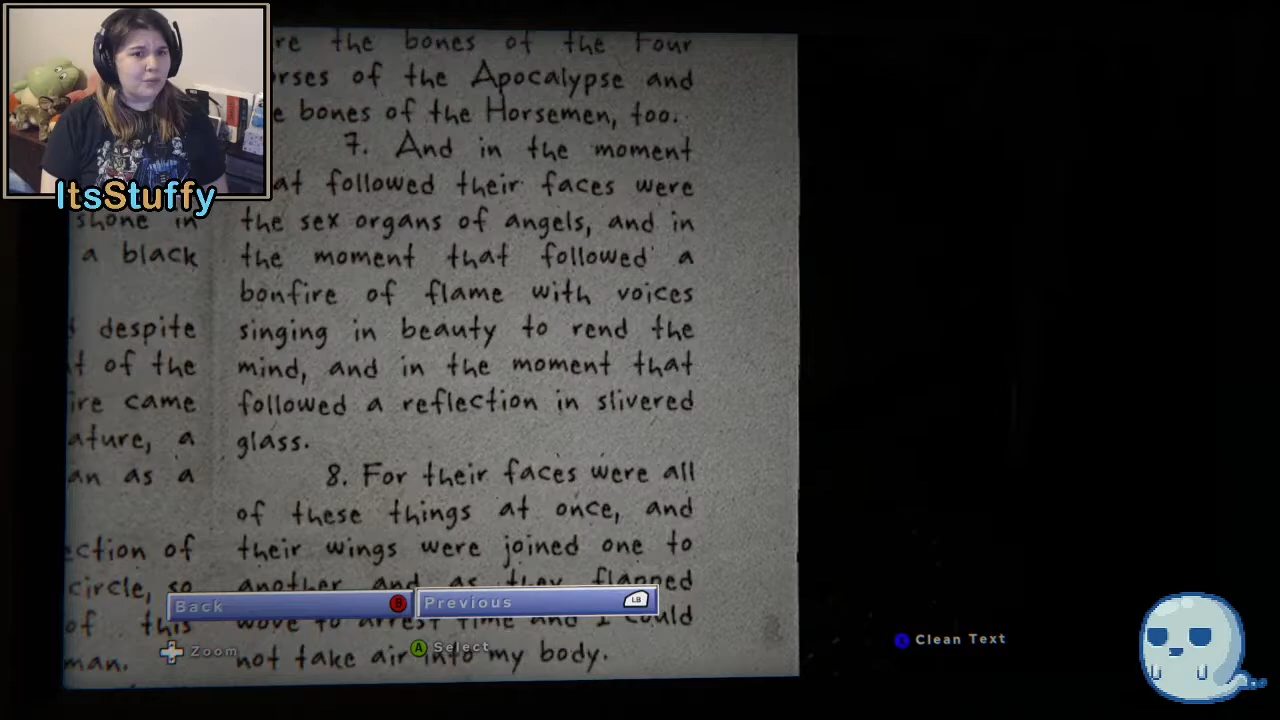 re the bones of the Four
orses of the Apocalypse and
e bones of the Horsemen, too.
7. And in the moment
at followed their faces were
the sex organs of angels, and in
the moment that followed a
bonfire of flame with voices
singing in beauty to rend the
mind, and in the moment that
followed a reflection in slivered
glass.
8. For their faces were all
of these things at once, and
their wings were joined one to
another and as they flapped
wove to arrest time and I could
not take air into my body.
ItsStuffy
shone in
a black
despite
t of the
ire came
ature, a
an as a
ection of
circle, so
of this
man.
Back B
Previous LB
Zoom
A Select
X Clean Text